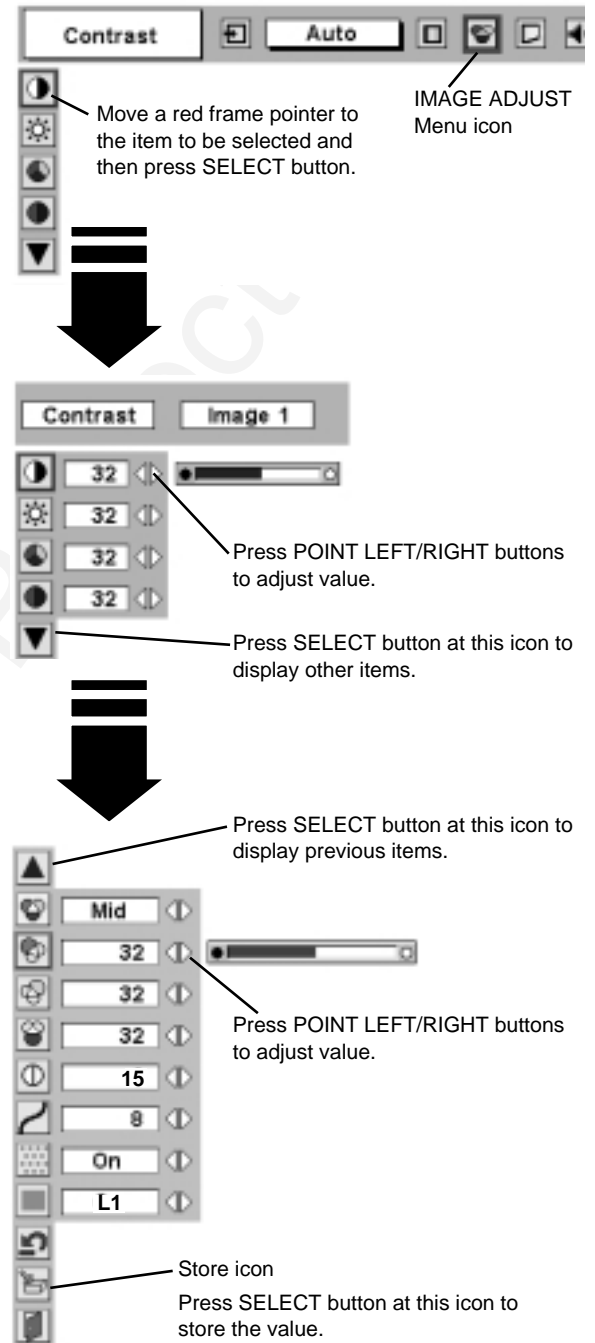 Contrast
Auto
Move a red frame pointer to
the item to be selected and
then press SELECT button.
IMAGE ADJUST
Menu icon
Contrast
Image 1
32
32
32
32
Press POINT LEFT/RIGHT buttons
to adjust value.
Press SELECT button at this icon to
display other items.
Press SELECT button at this icon to
display previous items.
Mid
32
32
32
15
8
On
L1
Press POINT LEFT/RIGHT buttons
to adjust value.
Store icon
Press SELECT button at this icon to
store the value.